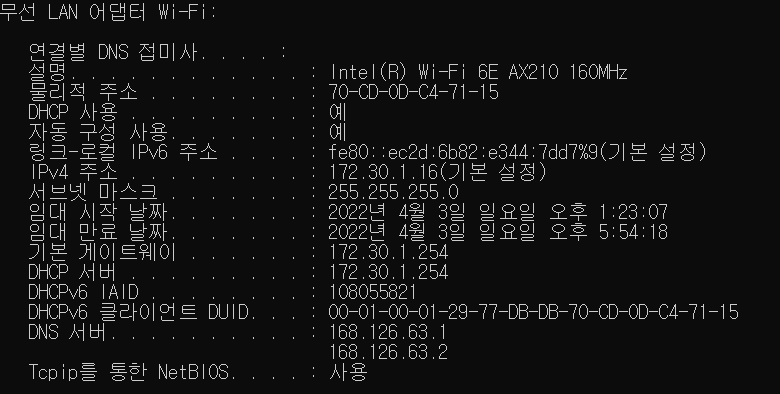 무선 LAN 어댑터 Wi-Fi:
연결별 DNS 접미사. . . . :
설명. . . . . . . . . . . . : Intel(R) Wi-Fi 6E AX210 160MHz
물리적 주소 . . . . . . . . : 70-CD-0D-C4-71-15
DHCP 사용 . . . . . . . . . : 예
자동 구성 사용. . . . . . . : 예
링크-로컬 IPv6 주소 . . . . : fe80::ec2d:6b82:e344:7dd7%9(기본 설정)
IPv4 주소 . . . . . . . . . : 172.30.1.16(기본 설정)
서브넷 마스크 . . . . . . . : 255.255.255.0
임대 시작 날짜. . . . . . . : 2022년 4월 3일 일요일 오후 1:23:07
임대 만료 날짜. . . . . . . : 2022년 4월 3일 일요일 오후 5:54:18
기본 게이트웨이 . . . . . . : 172.30.1.254
DHCP 서버 . . . . . . . . . : 172.30.1.254
DHCPv6 IAID . . . . . . . . : 108055821
DHCPv6 클라이언트 DUID. . . : 00-01-00-01-29-77-DB-DB-70-CD-0D-C4-71-15
DNS 서버. . . . . . . . . . : 168.126.63.1
168.126.63.2
Tcpip를 통한 NetBIOS. . . . : 사용